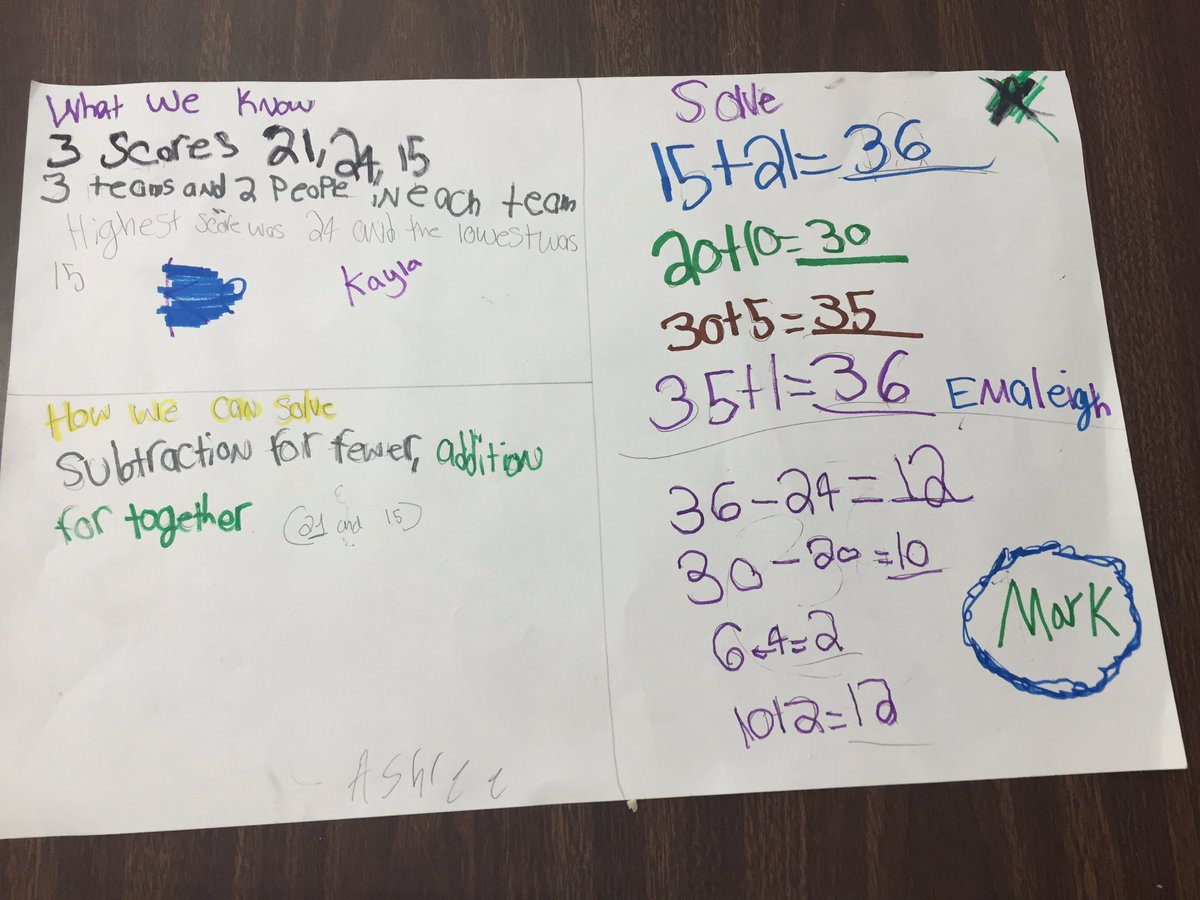 What We Know
3 Scores 21, 24, 15
3 teams and 2 PeoPe iN each team
Highest score was 24 and the lowest was
15
Kayla
How We can Solve
Subtraction for fewer, addition
for together (21 and 15)
Solve
15+21=36
20+10=30
30+5=35
35+1=36 EMaleigh
36-24=12
30-20=10
6-4=2
10+2=12
Mark